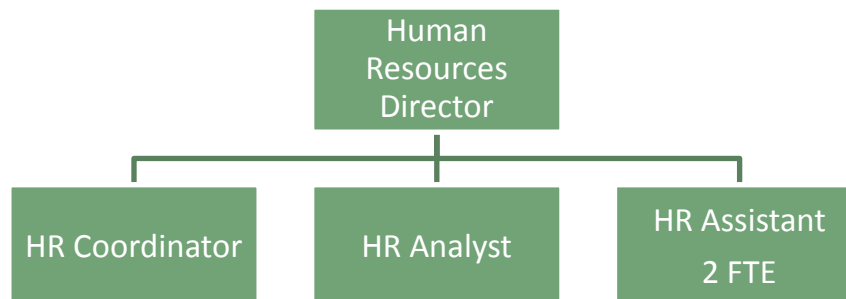 Human
Resources
Director
HR Coordinator
HR Analyst
HR Assistant
2 FTE